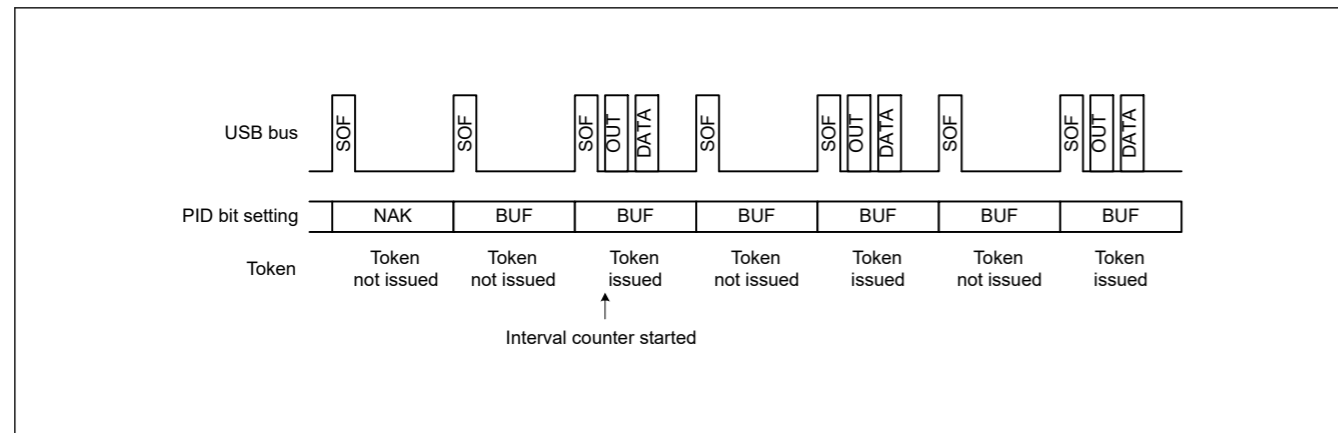 USB bus
SOF
SOF
SOF
OUT
DATA
SOF
SOF
OUT
DATA
SOF
SOF
OUT
DATA
PID bit setting
NAK
BUF
BUF
BUF
BUF
BUF
BUF
Token
Token
not issued
Token
not issued
Token
issued
Token
not issued
Token
issued
Token
not issued
Token
issued
Interval counter started